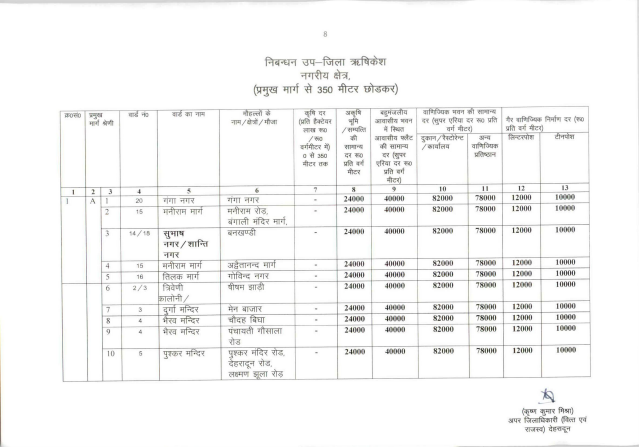 8
निबन्धन उप–जिला ऋषिकेश
नगरीय क्षेत्र,
(प्रमुख मार्ग से 350 मीटर छोडकर)
क्र0सं0 प्रमुख मार्ग श्रेणी वार्ड नं0 वार्ड का नाम मौहल्लों के नाम/क्षेत्रों/मौजा कृषि दर (प्रति हैक्टेयर लाख रू0 /रू0 वर्गमीटर में) 0 से 350 मीटर तक अकृषि भूमि /सम्पत्ति की सामान्य दर रू0 प्रति वर्ग मीटर बहुमंजलीय आवासीय भवन में स्थित आवासीय फ्लैट की सामान्य दर (सुपर एरिया दर रू0 प्रति वर्ग मीटर) वाणिज्यिक भवन की सामान्य दर (सुपर एरिया दर रू0 प्रति वर्ग मीटर) गैर वाणिज्यिक निर्माण दर (रू0 प्रति वर्ग मीटर)
दुकान/रैस्टोरेन्ट /कार्यालय अन्य वाणिज्यिक प्रतिष्ठान लिन्टरपोश टीनपोश
1 2 3 4 5 6 7 8 9 10 11 12 13
1 A 1 20 गंगा नगर गंगा नगर - 24000 40000 82000 78000 12000 10000
2 15 मनीराम मार्ग मनीराम रोड, - 24000 40000 82000 78000 12000 10000
बंगाली मंदिर मार्ग,
3 14/18 सुभाष बनखण्डी - 24000 40000 82000 78000 12000 10000
नगर/शान्ति
नगर
4 15 मनीराम मार्ग अद्वैतानन्द मार्ग - 24000 40000 82000 78000 12000 10000
5 16 तिलक मार्ग गोविन्द नगर - 24000 40000 82000 78000 12000 10000
6 2/3 त्रिवेणी षीषम झाडी - 24000 40000 82000 78000 12000 10000
कालोनी/
7 3 दुर्गा मन्दिर मेन बाजार - 24000 40000 82000 78000 12000 10000
8 4 भैरव मन्दिर चौदह बिघा - 24000 40000 82000 78000 12000 10000
9 4 भैरव मन्दिर पंचायती गौसाला - 24000 40000 82000 78000 12000 10000
रोड
10 5 पुश्कर मन्दिर पुश्कर मंदिर रोड, - 24000 40000 82000 78000 12000 10000
देहरादून रोड,
लक्ष्मण झूला रोड
(कृष्ण कुमार मिश्रा)
अपर जिलाधिकारी (वित्त एवं
राजस्व) देहरादून